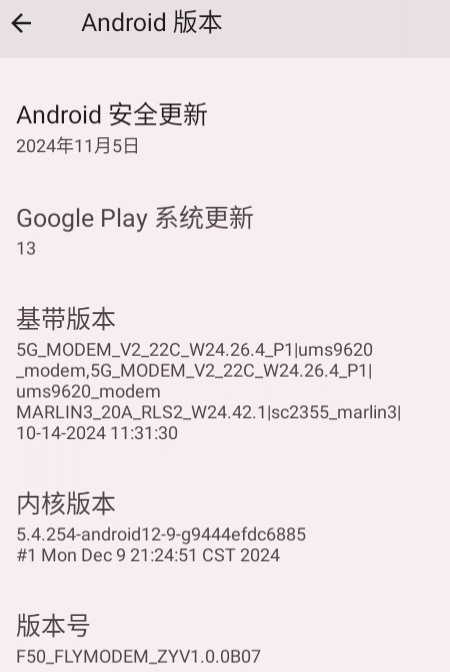 Android 版本
Android 安全更新
2024年11月5日
Google Play 系统更新
13
基带版本
5G_MODEM_V2_22C_W24.26.4_P1|ums9620
_modem,5G_MODEM_V2_22C_W24.26.4_P1|
ums9620_modem
MARLIN3_20A_RLS2_W24.42.1|sc2355_marlin3|
10-14-2024 11:31:30
内核版本
5.4.254-android12-9-g9444efdc6885
#1 Mon Dec 9 21:24:51 CST 2024
版本号
F50_FLYMODEM_ZYV1.0.0B07